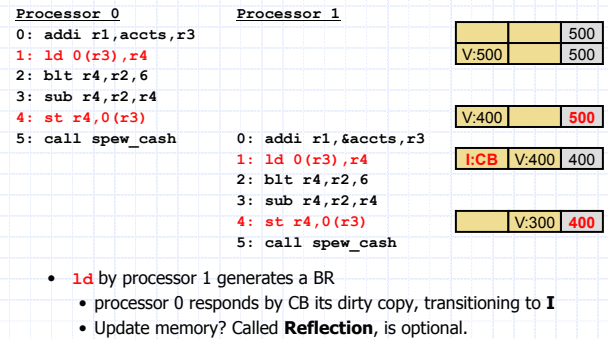 Processor 0 Processor 1
0: addi r1,accts,r3 500
1: ld 0(r3),r4 V:500 500
2: blt r4,r2,6
3: sub r4,r2,r4
4: st r4,0(r3) V:400 500
5: call spew_cash 0: addi r1,&accts,r3
1: ld 0(r3),r4 I:CB V:400 400
2: blt r4,r2,6
3: sub r4,r2,r4
4: st r4,0(r3) V:300 400
5: call spew_cash
• ld by processor 1 generates a BR
• processor 0 responds by CB its dirty copy, transitioning to I
• Update memory? Called Reflection, is optional.